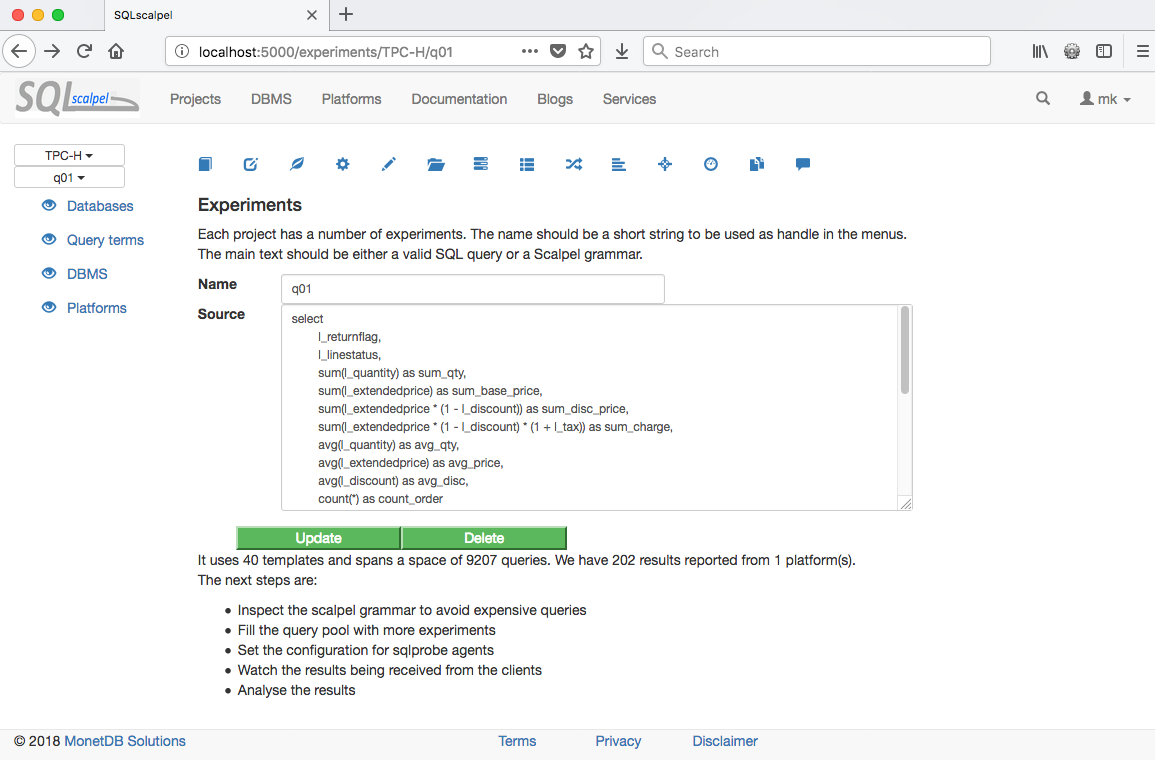 SQLscalpel
localhost:5000/experiments/TPC-H/q01
Search
SQL scalpel
Projects DBMS Platforms Documentation Blogs Services mk
TPC-H
q01
Databases
Query terms
DBMS
Platforms
Experiments
Each project has a number of experiments. The name should be a short string to be used as handle in the menus.
The main text should be either a valid SQL query or a Scalpel grammar.
Name q01
Source
select
l_returnflag,
l_linestatus,
sum(l_quantity) as sum_qty,
sum(l_extendedprice) as sum_base_price,
sum(l_extendedprice * (1 - l_discount)) as sum_disc_price,
sum(l_extendedprice * (1 - l_discount) * (1 + l_tax)) as sum_charge,
avg(l_quantity) as avg_qty,
avg(l_extendedprice) as avg_price,
avg(l_discount) as avg_disc,
count(*) as count_order
Update Delete
It uses 40 templates and spans a space of 9207 queries. We have 202 results reported from 1 platform(s).
The next steps are:
• Inspect the scalpel grammar to avoid expensive queries
• Fill the query pool with more experiments
• Set the configuration for sqlprobe agents
• Watch the results being received from the clients
• Analyse the results
© 2018 MonetDB Solutions Terms Privacy Disclaimer